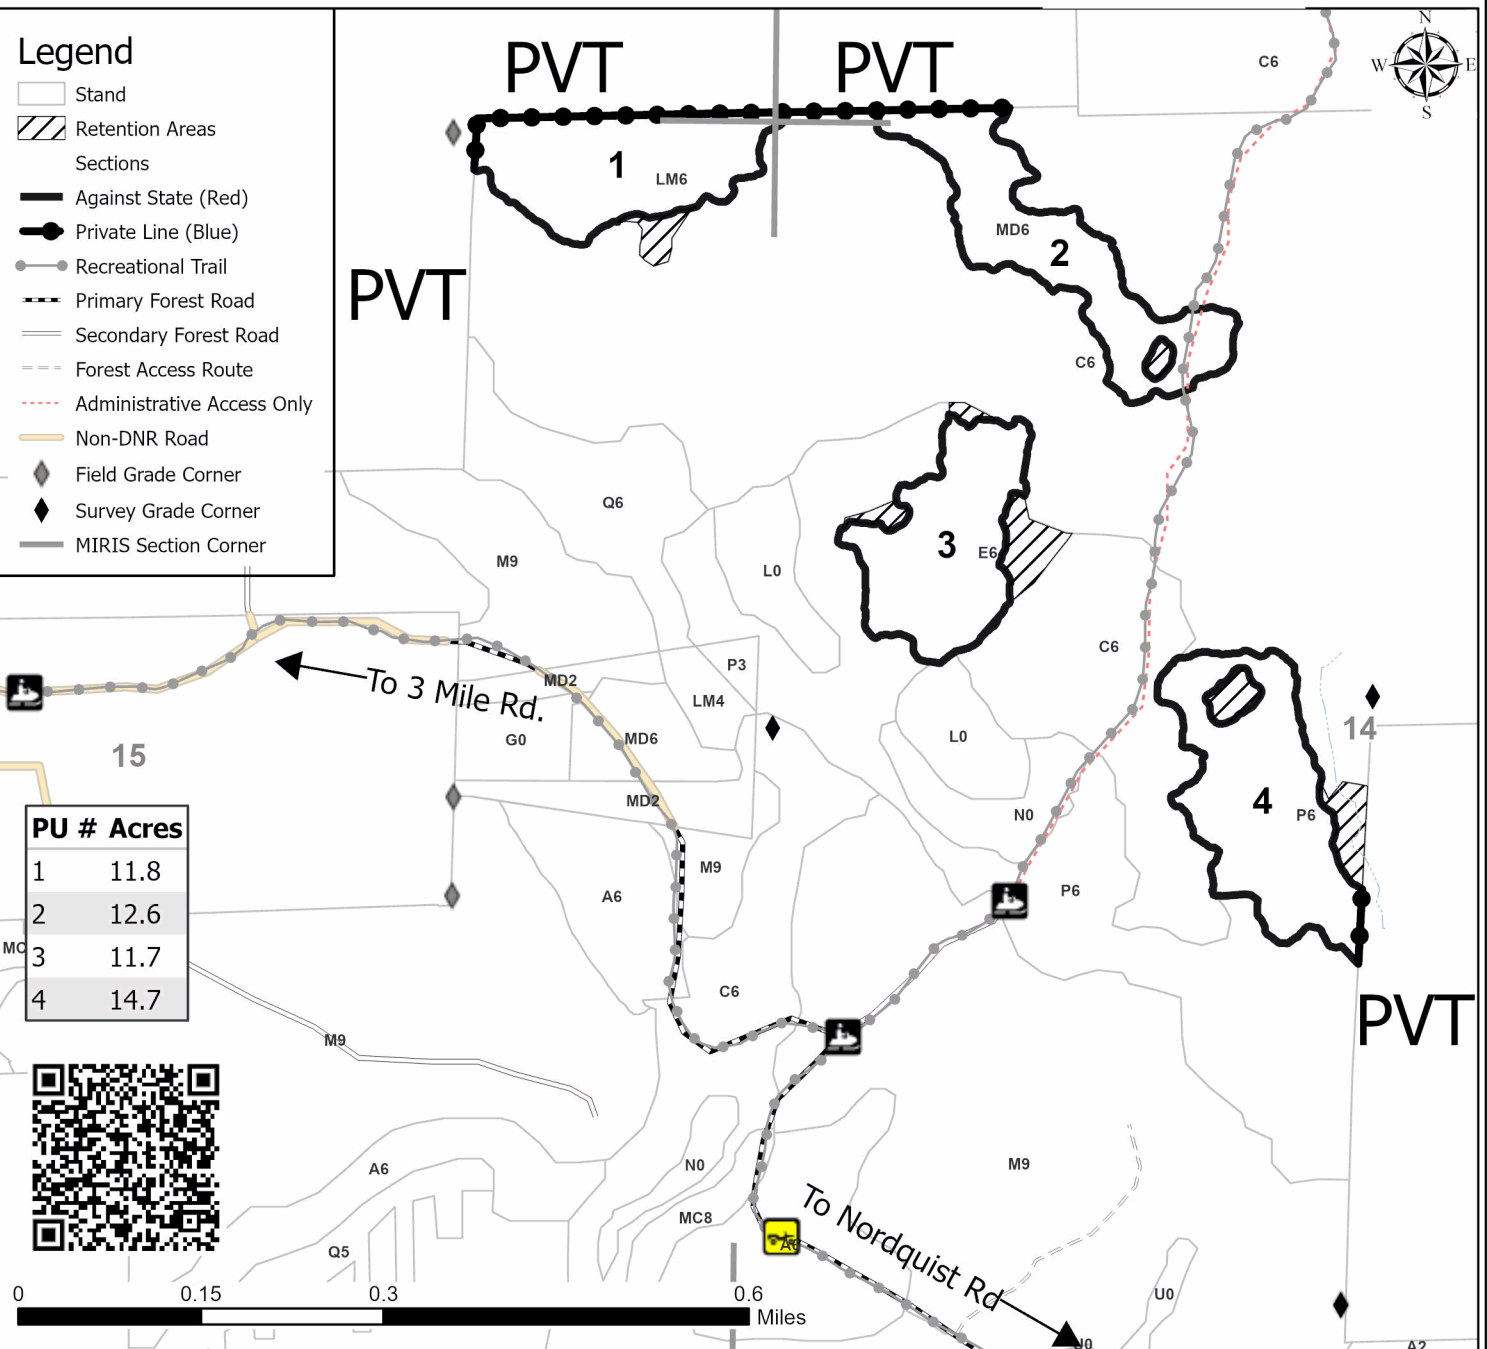 Legend
Stand
Retention Areas
Sections
Against State (Red)
Private Line (Blue)
Recreational Trail
Primary Forest Road
Secondary Forest Road
Forest Access Route
Administrative Access Only
Non-DNR Road
Field Grade Corner
Survey Grade Corner
MIRIS Section Corner
PVT
PVT
C6
N
W E
S
1
LM6
MD6
2
PVT
C6
Q6
3
E6
M9
L0
C6
P3
To 3 Mile Rd.
MD2
LM4
14
G0
MD6
L0
15
MD2
4
P6
N0
PU # Acres
1 11.8
2 12.6
3 11.7
4 14.7
M9
A6
P6
C6
PVT
M9
A6
N0
M9
MC8
To Nordquist Rd
Q5
U0
0 0.15 0.3 0.6
Miles
A2